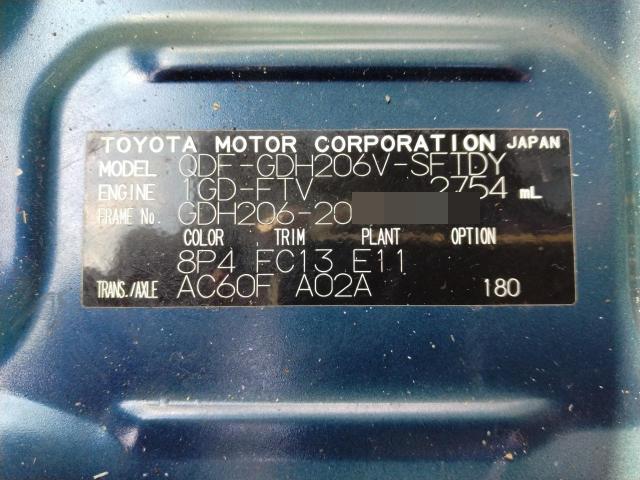 TOYOTA MOTOR CORPORATION JAPAN
MODEL QDF-GDH206V-SFTDY
ENGINE 1GD-FTV 2754 mL
FRAME No. GDH206-20
COLOR TRIM PLANT OPTION
8P4 FC13 E11
TRANS./AXLE AC60F A02A 180